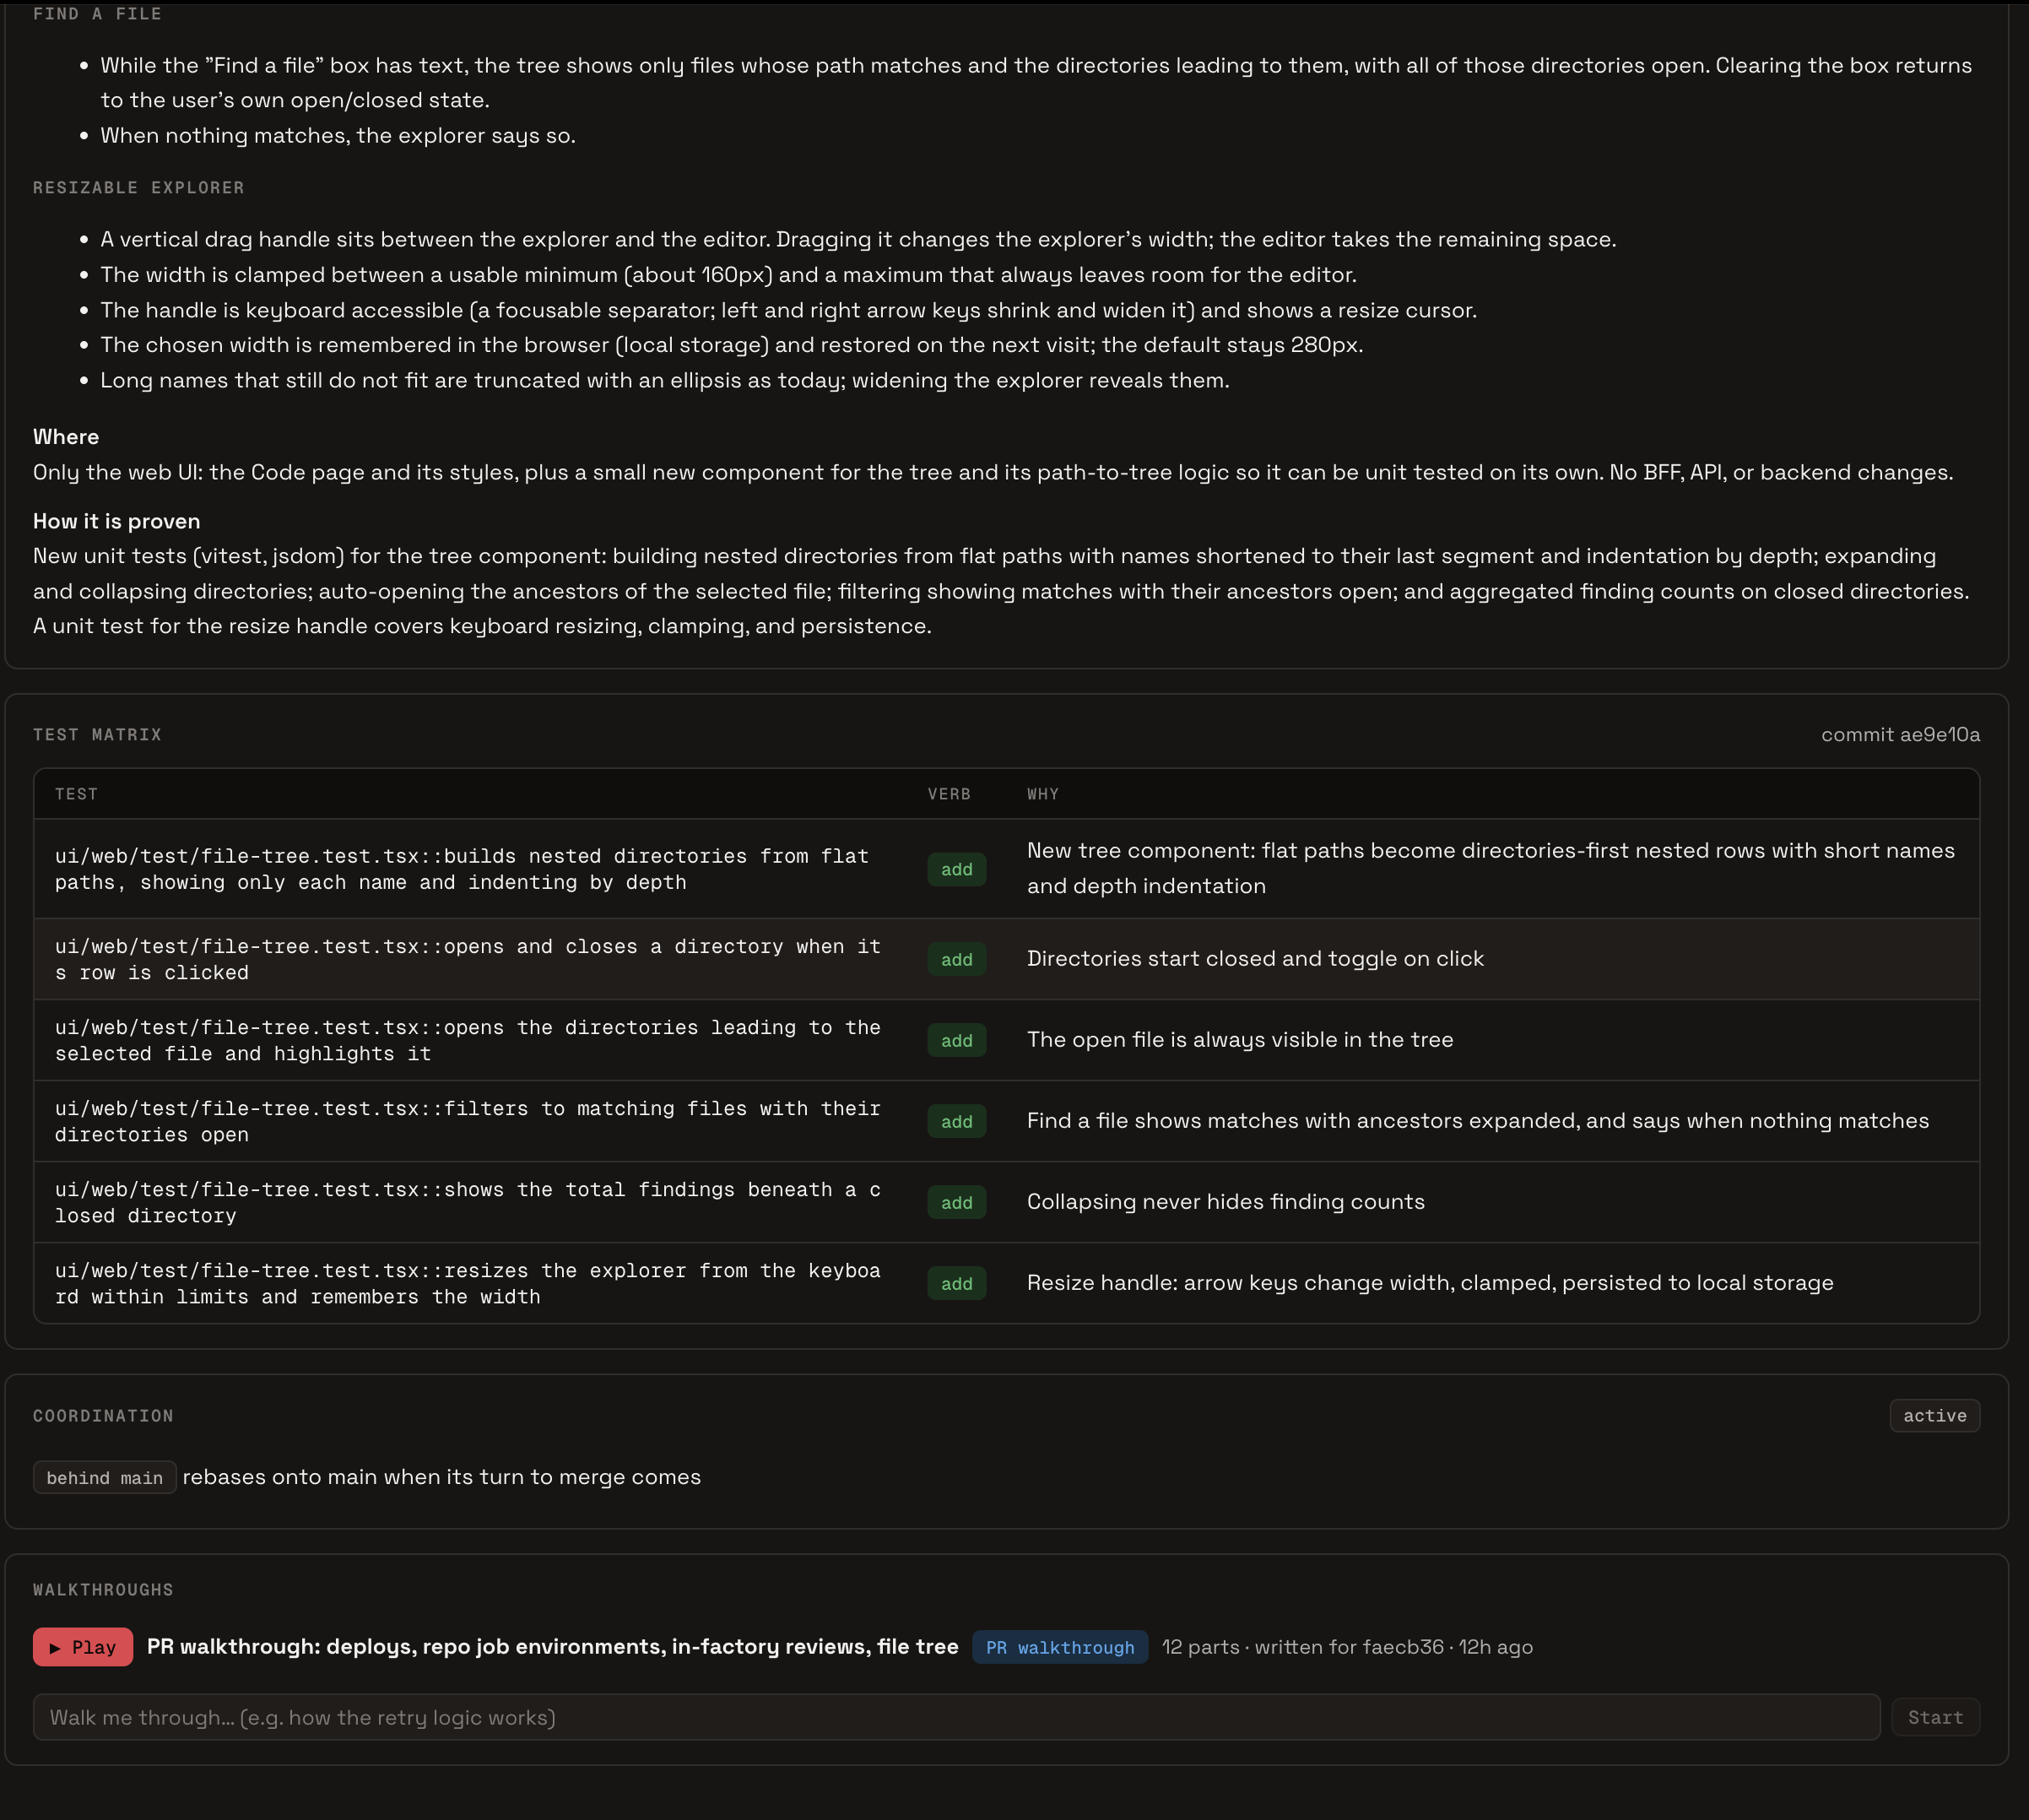 FIND A FILE
• While the "Find a file" box has text, the tree shows only files whose path matches and the directories leading to them, with all of those directories open. Clearing the box returns
to the user's own open/closed state.
• When nothing matches, the explorer says so.
RESIZABLE EXPLORER
• A vertical drag handle sits between the explorer and the editor. Dragging it changes the explorer's width; the editor takes the remaining space.
• The width is clamped between a usable minimum (about 160px) and a maximum that always leaves room for the editor.
• The handle is keyboard accessible (a focusable separator; left and right arrow keys shrink and widen it) and shows a resize cursor.
• The chosen width is remembered in the browser (local storage) and restored on the next visit; the default stays 280px.
• Long names that still do not fit are truncated with an ellipsis as today; widening the explorer reveals them.
Where
Only the web UI: the Code page and its styles, plus a small new component for the tree and its path-to-tree logic so it can be unit tested on its own. No BFF, API, or backend changes.
How it is proven
New unit tests (vitest, jsdom) for the tree component: building nested directories from flat paths with names shortened to their last segment and indentation by depth; expanding
and collapsing directories; auto-opening the ancestors of the selected file; filtering showing matches with their ancestors open; and aggregated finding counts on closed directories.
A unit test for the resize handle covers keyboard resizing, clamping, and persistence.
TEST MATRIX commit ae9e10a
TEST VERB WHY
ui/web/test/file-tree.test.tsx::builds nested directories from flat
paths, showing only each name and indenting by depth
add
New tree component: flat paths become directories-first nested rows with short names
and depth indentation
ui/web/test/file-tree.test.tsx::opens and closes a directory when it
s row is clicked
add
Directories start closed and toggle on click
ui/web/test/file-tree.test.tsx::opens the directories leading to the
selected file and highlights it
add
The open file is always visible in the tree
ui/web/test/file-tree.test.tsx::filters to matching files with their
directories open
add
Find a file shows matches with ancestors expanded, and says when nothing matches
ui/web/test/file-tree.test.tsx::shows the total findings beneath a c
losed directory
add
Collapsing never hides finding counts
ui/web/test/file-tree.test.tsx::resizes the explorer from the keyboa
rd within limits and remembers the width
add
Resize handle: arrow keys change width, clamped, persisted to local storage
COORDINATION active
behind main rebases onto main when its turn to merge comes
WALKTHROUGHS
▶ Play PR walkthrough: deploys, repo job environments, in-factory reviews, file tree PR walkthrough 12 parts · written for faecb36 · 12h ago
Walk me through... (e.g. how the retry logic works) Start